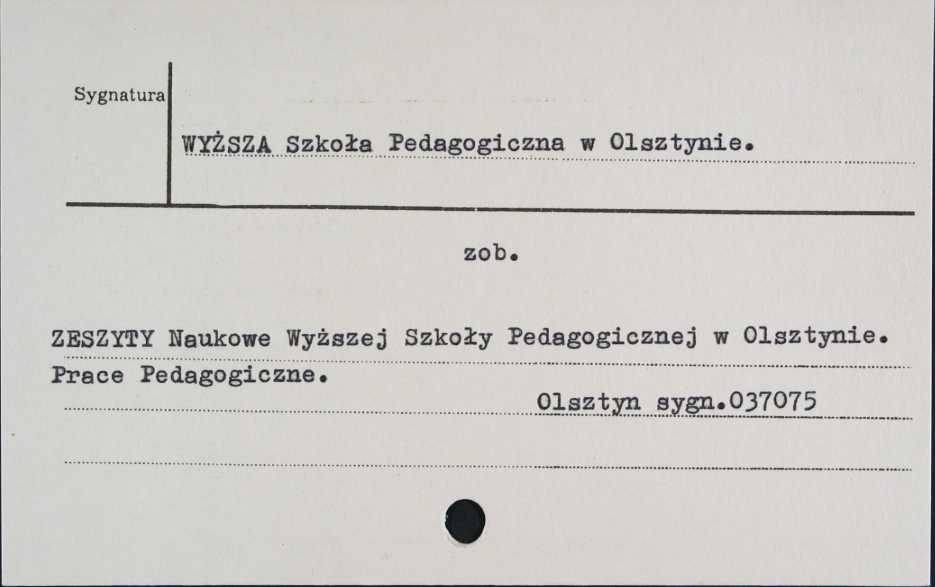 Sygnatura
WYŻSZA Szkoła Pedagogiczna w Olsztynie.
zob.
ZESZYTY Naukowe Wyższej Szkoły Pedagogicznej w Olsztynie.
Prace Pedagogiczne.
Olsztyn sygn.037075